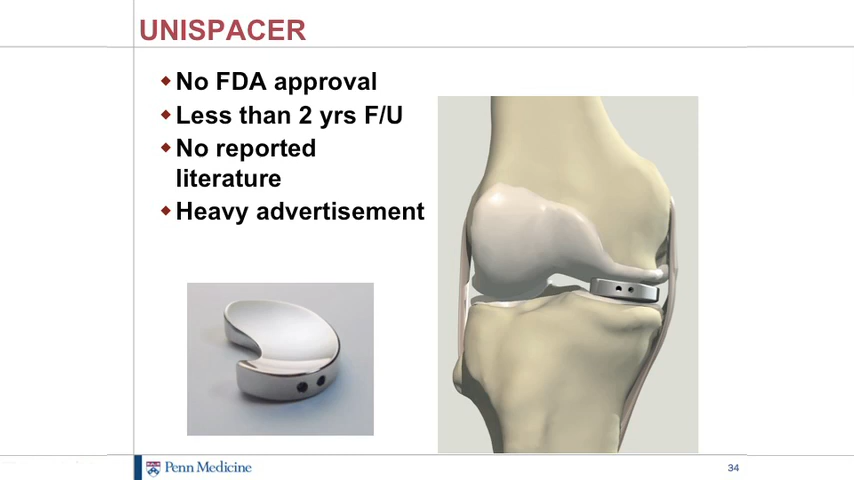 UNISPACER
No FDA approval
Less than 2 yrs F/U
No reported
literature
Heavy advertisement
Penn Medicine
34